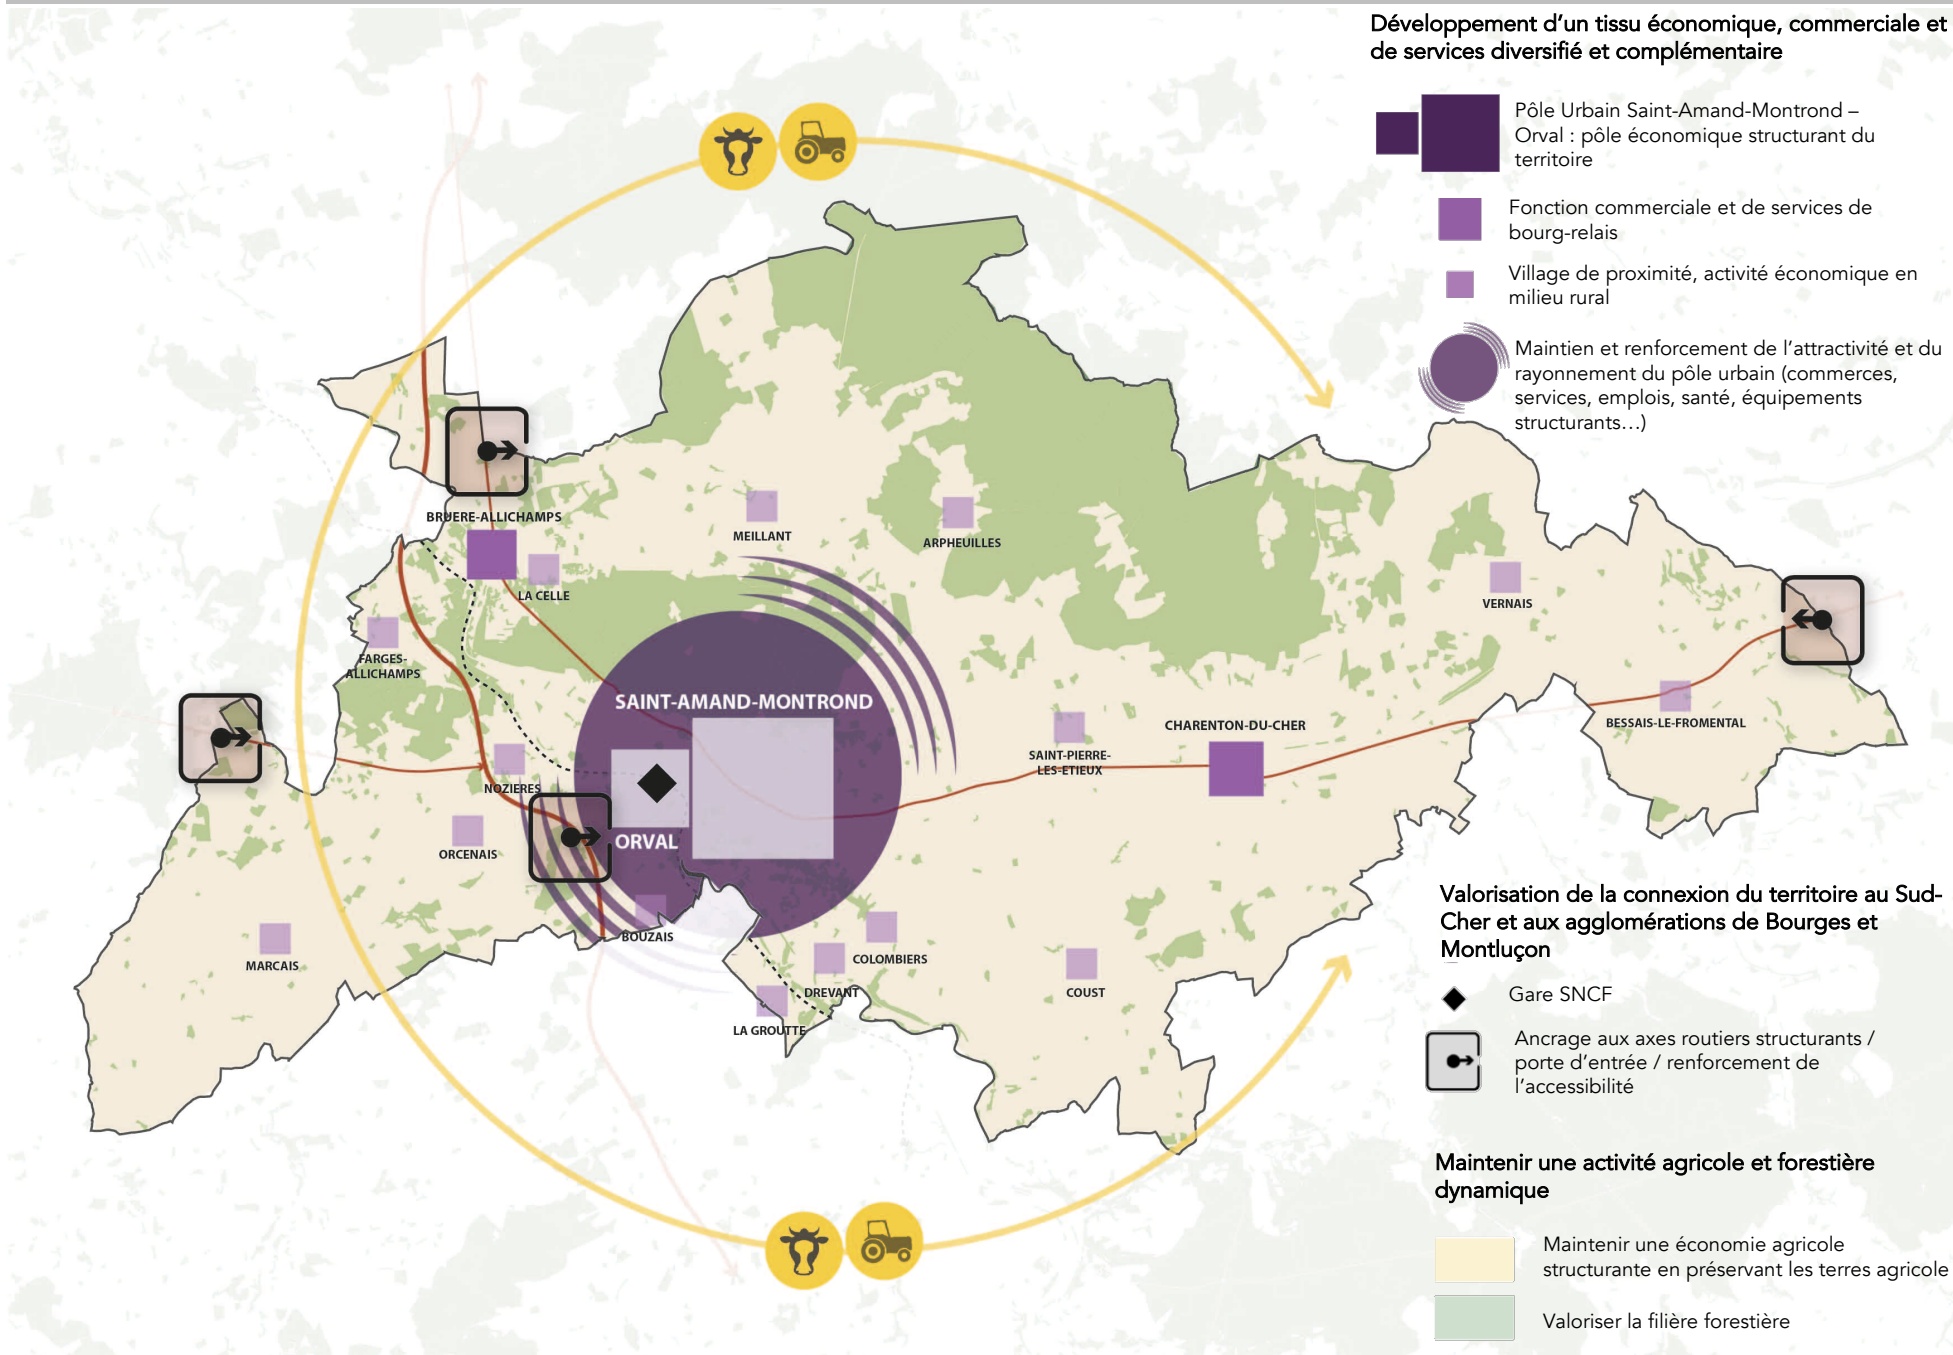 Développement d'un tissu économique, commerciale et
de services diversifié et complémentaire
Pôle Urbain Saint-Amand-Montrond –
Orval : pôle économique structurant du
territoire
Fonction commerciale et de services de
bourg-relais
Village de proximité, activité économique en
milieu rural
Maintien et renforcement de l'attractivité et du
rayonnement du pôle urbain (commerces,
services, emplois, santé, équipements
structurants…)
BRUERE-ALLICHAMPS
MEILLANT
ARPHEUILLES
LA CELLE
VERNAIS
FARGES-
ALLICHAMPS
SAINT-AMAND-MONTROND
BESSAIS-LE-FROMENTAL
CHARENTON-DU-CHER
SAINT-PIERRE-
LES-ETIEUX
NOZIERES
ORVAL
ORCENAIS
BOUZAIS
COLOMBIERS
MARCAIS
DREVANT
COUST
LA GROUTTE
Valorisation de la connexion du territoire au Sud-
Cher et aux agglomérations de Bourges et
Montluçon
Gare SNCF
Ancrage aux axes routiers structurants /
porte d'entrée / renforcement de
l'accessibilité
Maintenir une activité agricole et forestière
dynamique
Maintenir une économie agricole
structurante en préservant les terres agricole
Valoriser la filière forestière